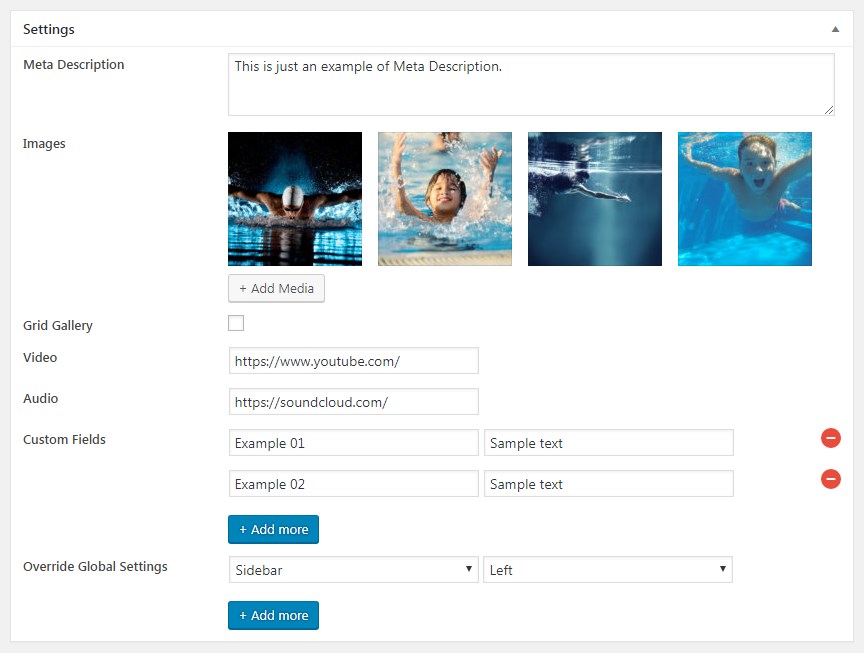 Settings
Meta Description
This is just an example of Meta Description.
Images
+ Add Media
Grid Gallery
Video
https://www.youtube.com/
Audio
https://soundcloud.com/
Custom Fields
Example 01 Sample text
Example 02 Sample text
+ Add more
Override Global Settings
Sidebar Left
+ Add more